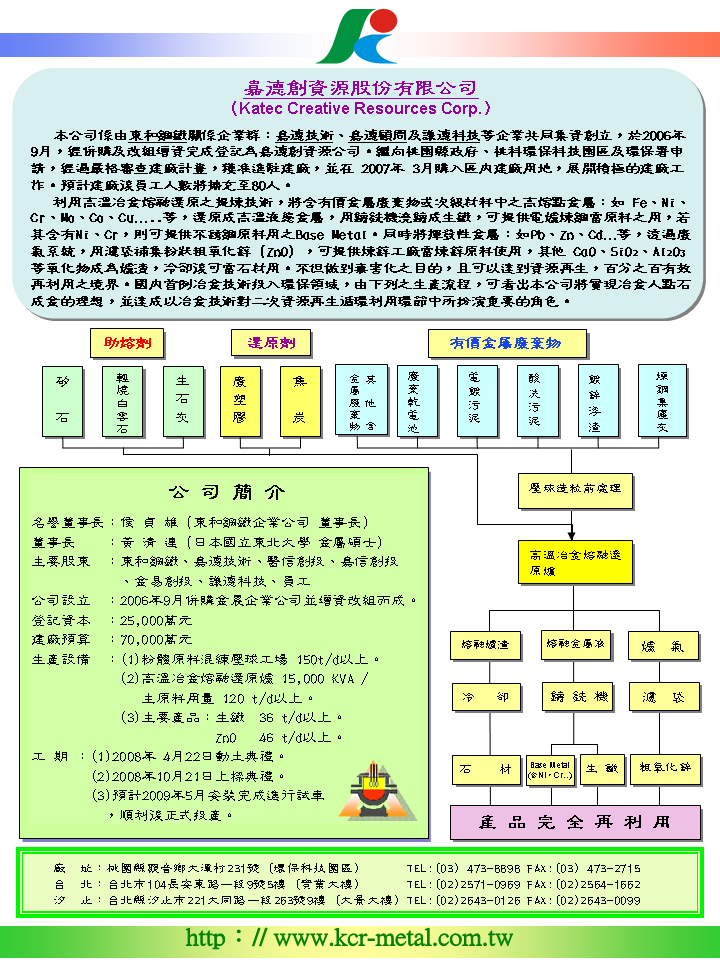 嘉德創資源股份有限公司
(Katec Creative Resources Corp.)
本公司係由東和鋼鐵關係企業群：嘉德技術、嘉德顧問及謙德科技等企業共同集資創立，於2006年
9月，經併購及改組增資完成登記為嘉德創資源公司。繼向桃園縣政府、桃科環保科技園區及環保署申
請，經過嚴格審查建廠計畫，獲准進駐建廠，並在 2007年 3月購入區內建廠用地，展開積極的建廠工
作。預計建廠後員工人數將擴充至80人。
利用高溫冶金熔融還原之提煉技術，將含有價金屬廢棄物或次級材料中之高熔點金屬：如 Fe、Ni、
Cr、Mo、Co、Cu.....等，還原成高溫液態金屬，用鑄銑機澆鑄成生鐵，可提供電爐煉鋼當原料之用，若
其含有Ni、Cr，則可提供不銹鋼原料用之Base Metal。同時將揮發性金屬：如Pb、Zn、Cd...等，透過廢
氣系統，用濾袋捕集粉狀粗氧化鋅 (ZnO) ，可提供煉鋅工廠當煉鋅原料使用，其他 CaO、SiO2、Al2O3
等氧化物成為爐渣，冷卻後可當石材用。不但做到無害化之目的，且可以達到資源再生，百分之百有效
再利用之境界。國內首例冶金技術投入環保領域，由下列之生產流程，可看出本公司將實現冶金人點石
成金的理想，並達成以冶金技術對二次資源再生循環利用環節中所扮演重要的角色。
助熔劑
還原劑
有價金屬廢棄物
砂石
輕燒白雲石
生石灰
廢塑膠
焦炭
其他含金屬廢棄物
廢棄乾電池
電鍍污泥
酸洗污泥
鍍鋅浮渣
煉鋼集塵灰
公司簡介
名譽董事長：侯 貞 雄 (東和鋼鐵企業公司 董事長)
董事長 ：黃 清 連 (日本國立東北大學 金屬碩士)
主要股東 ：東和鋼鐵、嘉德技術、醫信創投、嘉信創投
、金易創投、謙德科技、員工
公司設立 ：2006年9月併購金展企業公司並增資改組而成。
登記資本 ：25,000萬元
建廠預算 ：70,000萬元
生產設備 ：(1)粉體原料混練壓球工場 150t/d以上。
(2)高溫冶金熔融還原爐 15,000 KVA /
主原料用量 120 t/d以上。
(3)主要產品：生鐵 36 t/d以上。
ZnO 46 t/d以上。
工 期 ：(1)2008年 4月22日動土典禮。
(2)2008年10月21日上樑典禮。
(3)預計2009年5月安裝完成進行試車
，順利後正式投產。
壓球造粒前處理
高溫冶金熔融還
原爐
熔融爐渣
熔融金屬液
爐 氣
冷 卻
鑄 銑 機
濾 袋
石 材
Base Metal
(含Ni、Cr..)
生 鐵
粗氧化鋅
產 品 完 全 再 利 用
廠 址：桃園縣觀音鄉大潭村231號 (環保科技園區) TEL:(03) 473-8898 FAX:(03) 473-2715
台 北：台北市104長安東路一段9號5樓 (寶業大樓) TEL:(02)2571-0969 FAX:(02)2564-1662
汐 止：台北縣汐止市221大同路一段263號9樓 (大景大樓) TEL:(02)2643-0126 FAX:(02)2643-0099
http：// www.kcr-metal.com.tw